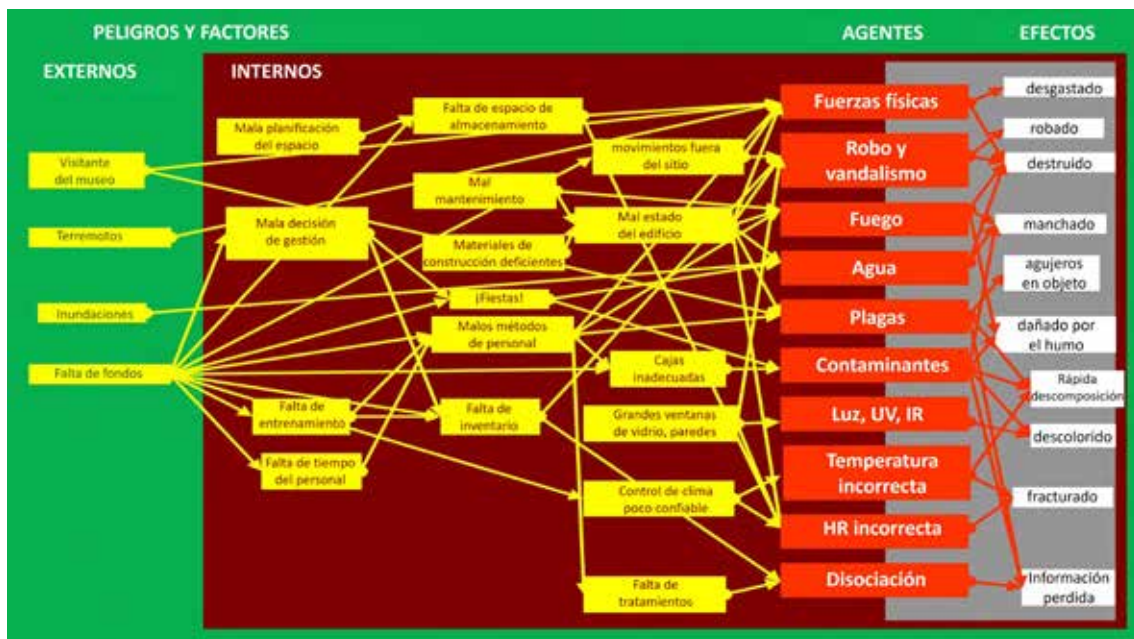 PELIGROS Y FACTORES
AGENTES
EFECTOS
EXTERNOS
INTERNOS
Visitante
del museo
Terremotos
Inundaciones
Falta de fondos
Mala planificación
del espacio
Mala decisión
de gestión
Falta de
entrenamiento
Falta de tiempo
del personal
Falta de espacio de
almacenamiento
Mal
mantenimiento
Materiales de
construcción deficientes
¡Fiestas!
Malos métodos
de personal
Falta de
inventario
movimientos fuera
del sitio
Mal estado
del edificio
Cajas
inadecuadas
Grandes ventanas
de vidrio, paredes
Control de clima
poco confiable
Falta de
tratamientos
Fuerzas físicas
Robo y
vandalismo
Fuego
Agua
Plagas
Contaminantes
Luz, UV, IR
Temperatura
incorrecta
HR incorrecta
Disociación
desgastado
robado
destruido
manchado
agujeros
en objeto
dañado por
el humo
Rápida
descomposición
descolorido
fracturado
Información
perdida